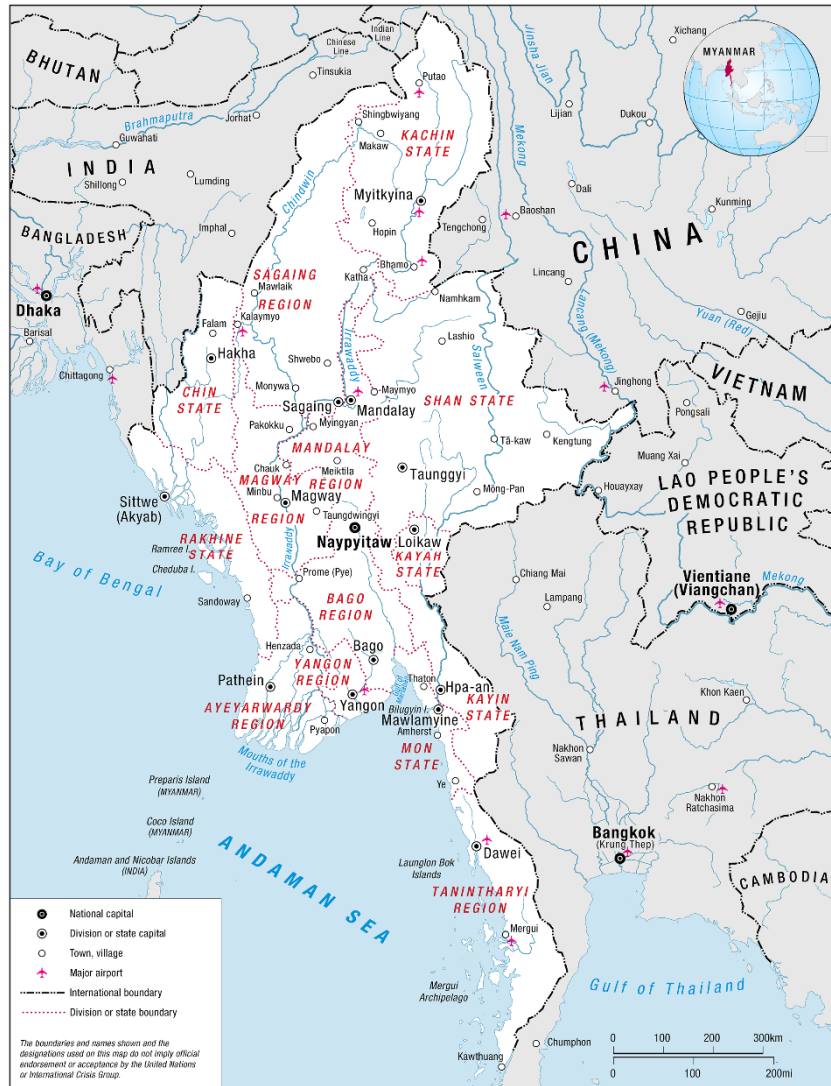 BHUTAN
Chinese
Line
Indian
Line
Tinsukia
Putao
Jinsha Jian
Xichang
MYANMAR
Brahmaputra
Jorhat
Shingbwiyang
KACHIN
STATE
Makaw
Lijian
Dukou
Guwahati
INDIA
Shillong
Lumding
Chindwin
Mekong
Myitkyina
Dali
Kunming
Baoshan
Tengchong
Imphal
Hopin
CHINA
BANGLADESH
Bhamo
Katha
Lincang
SAGAING
REGION
Mawlaik
Namhkam
Lancang (Mekong)
Dhaka
Barisal
Falam
Kalaymyo
Gejiu
Yuan (Red)
Hakha
Irrawaddy
Lashio
Salween
Shwebo
Chittagong
CHIN
STATE
Monywa
Maymyo
SHAN STATE
Jinghong
VIETNAM
Sagaing
Mandalay
Pongsali
Pakokku
Myingyan
MANDALAY
REGION
Tā-kaw
Kengtung
Muang Xai
Chauk
Meiktila
Taunggyi
LAO PEOPLE'S
DEMOCRATIC
REPUBLIC
MAGWAY
REGION
Minbu
Magway
Möng-Pan
Houayxay
Sittwe
(Akyab)
Taungdwingyi
Naypyitaw
Loikaw
KAYAH
STATE
RAKHINE
STATE
Ramree I.
Cheduba I.
Irrawaddy
Bay of Bengal
Prome (Pye)
Chiang Mai
Vientiane
(Viangchan)
Mekong
Sandoway
BAGO
REGION
Lampang
Maie Nam Ping
Henzada
Bago
YANGON
REGION
Pathein
Thaton
Hpa-an
Khon Kaen
AYEYARWARDY
REGION
Yangon
Bilugyin I.
Mawlamyine
KAYIN
STATE
THAILAND
Pyapon
Amherst
MON
STATE
Mouths of the
Irrawaddy
Nakhon
Sawan
Preparis Island
(MYANMAR)
Ye
Nakhon
Ratchasima
Coco Island
(MYANMAR)
Bangkok
(Krung Thep)
Andaman and Nicobar Islands
(INDIA)
ANDAMAN SEA
Dawei
Launglon Bok
Islands
CAMBODIA
TANINTHARYI
REGION
Mergui
Mergui
Archipelago
Gulf of Thailand
Kawthuang
Chumphon
National capital
Division or state capital
Town, village
Major airport
International boundary
Division or state boundary
The boundaries and names shown and the
designations used on this map do not imply official
endorsement or acceptance by the United Nations
or International Crisis Group.
0 100 200 300km
0 100 200mi